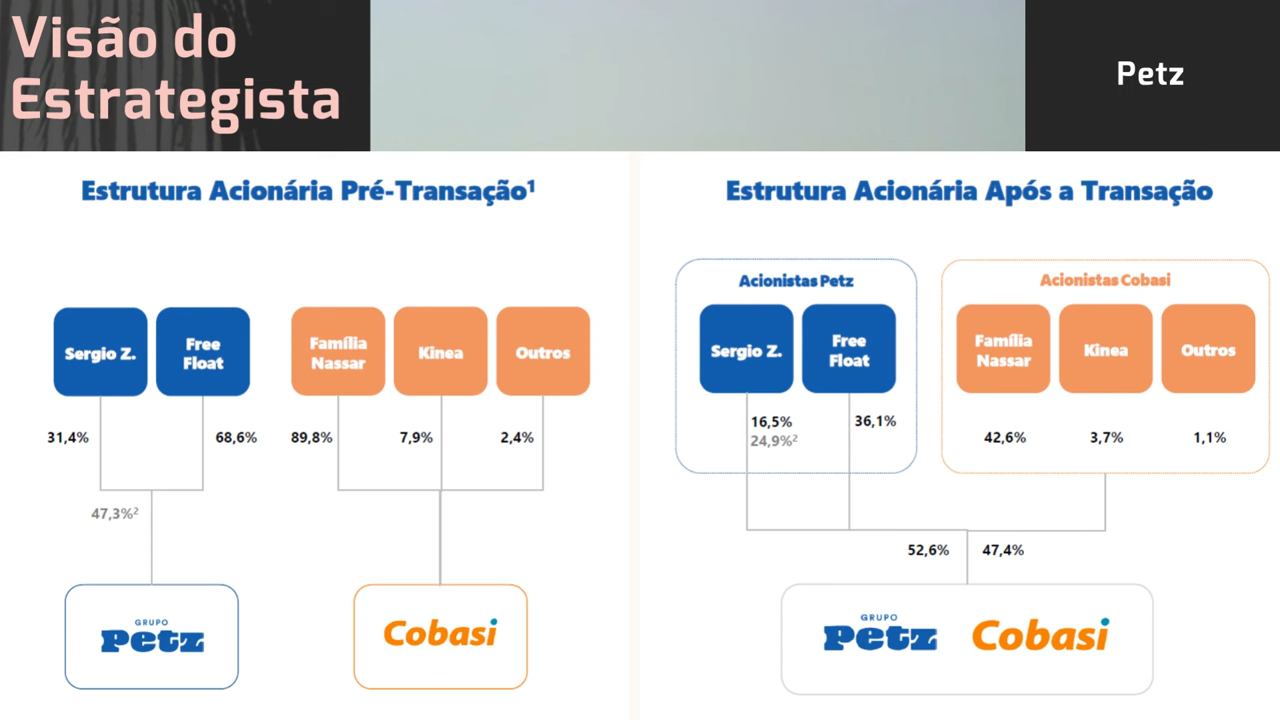 Visão do
Estrategista
Petz
Estrutura Acionária Pré-Transação¹
Sergio Z.
Free
Float
Família
Nassar
Kinea
Outros
31,4%
68,6%
89,8%
7,9%
2,4%
47,3%²
GRUPO
Petz
Cobasi
Estrutura Acionária Após a Transação
Acionistas Petz
Acionistas Cobasi
Sergio Z.
Free
Float
Família
Nassar
Kinea
Outros
16,5%
24,9%²
36,1%
42,6%
3,7%
1,1%
52,6%
47,4%
GRUPO
Petz
Cobasi